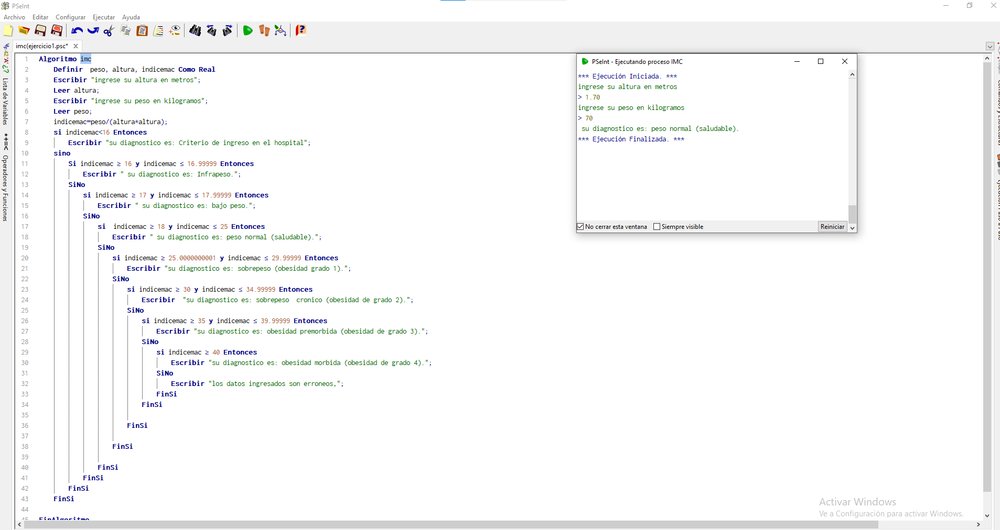 PSeInt
Archivo Editar Configurar Ejecutar Ayuda
imc(ejercicio1.psc*
Lista de Variables
*+=< Operadores y Funciones
1 Algoritmo imc
2 Definir peso, altura, indicemac Como Real
3 Escribir "ingrese su altura en metros";
4 Leer altura;
5 Escribir "ingrese su peso en kilogramos";
6 Leer peso;
7 indicemac=peso/(altura*altura);
8 si indicemac<16 Entonces
9 Escribir "su diagnostico es: Criterio de ingreso en el hospital";
10 sino
11 Si indicemac ≥ 16 y indicemac ≤ 16.99999 Entonces
12 Escribir " su diagnostico es: Infrapeso.";
13 SiNo
14 si indicemac ≥ 17 y indicemac ≤ 17.99999 Entonces
15 Escribir " su diagnostico es: bajo peso.";
16 SiNo
17 si indicemac ≥ 18 y indicemac ≤ 25 Entonces
18 Escribir " su diagnostico es: peso normal (saludable).";
19 SiNo
20 si indicemac ≥ 25.0000000001 y indicemac ≤ 29.99999 Entonces
21 Escribir "su diagnostico es: sobrepeso (obesidad grado 1).";
22 SiNo
23 si indicemac ≥ 30 y indicemac ≤ 34.99999 Entonces
24 Escribir "su diagnostico es: sobrepeso cronico (obesidad de grado 2).";
25 SiNo
26 si indicemac ≥ 35 y indicemac ≤ 39.99999 Entonces
27 Escribir "su diagnostico es: obesidad premorbida (obesidad de grado 3).";
28 SiNo
29 si indicemac ≥ 40 Entonces
30 Escribir "su diagnostico es: obesidad morbida (obesidad de grado 4).";
31 SiNo
32 Escribir "los datos ingresados son erroneos,";
33 FinSi
34 FinSi
35
36 FinSi
37
38 FinSi
39
40 FinSi
41 FinSi
42 FinSi
43 FinSi
44
45 FinAlgoritmo
PSeInt - Ejecutando proceso IMC
*** Ejecución Iniciada. ***
ingrese su altura en metros
> 1.70
ingrese su peso en kilogramos
> 70
su diagnostico es: peso normal (saludable).
*** Ejecución Finalizada. ***
No cerrar esta ventana Siempre visible Reiniciar
Activar Windows
Ve a Configuración para activar Windows.